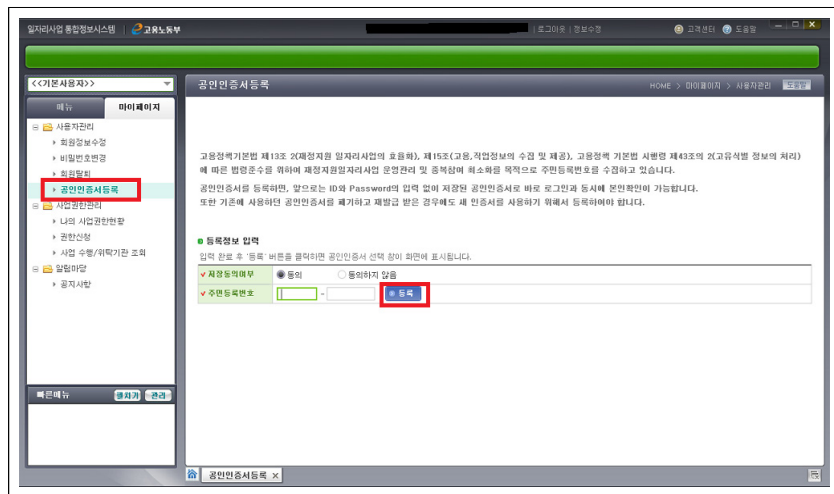 일자리사업 통합정보시스템 | 고용노동부 | 로그아웃 | 정보수정 고객센터 도움말
<<기본사용자>>
메뉴 마이페이지
사용자관리
회원정보수정
비밀번호변경
회원탈퇴
공인인증서등록
사업권한관리
나의 사업권한현황
권한신청
사업 수행/위탁기관 조회
알림마당
공지사항
빠른메뉴 펼치기 관리
공인인증서등록 HOME > 마이페이지 > 사용자관리 도움말
고용정책기본법 제13조 2(재정지원 일자리사업의 효율화), 제15조(고용,직업정보의 수집 및 제공), 고용정책 기본법 시행령 제43조의 2(고유식별 정보의 처리)
에 따른 법령준수를 위하여 재정지원일자리사업 운영관리 및 중복참여 최소화를 목적으로 주민등록번호를 수집하고 있습니다.
공인인증서를 등록하면, 앞으로는 ID와 Password의 입력 없이 저장된 공인인증서로 바로 로그인과 동시에 본인확인이 가능합니다.
또한 기존에 사용하던 공인인증서를 폐기하고 재발급 받은 경우에도 새 인증서를 사용하기 위해서 등록하여야 합니다.
등록정보 입력
입력 완료 후 '등록' 버튼을 클릭하면 공인인증서 선택 창이 화면에 표시됩니다.
저장동의여부 동의 동의하지 않음
주민등록번호 - 등록
공인인증서등록 ×